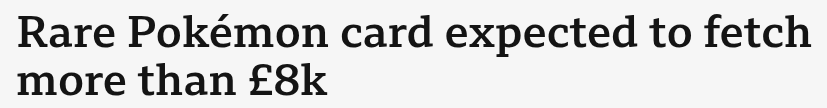 Rare Pokémon card expected to fetch
more than £8k